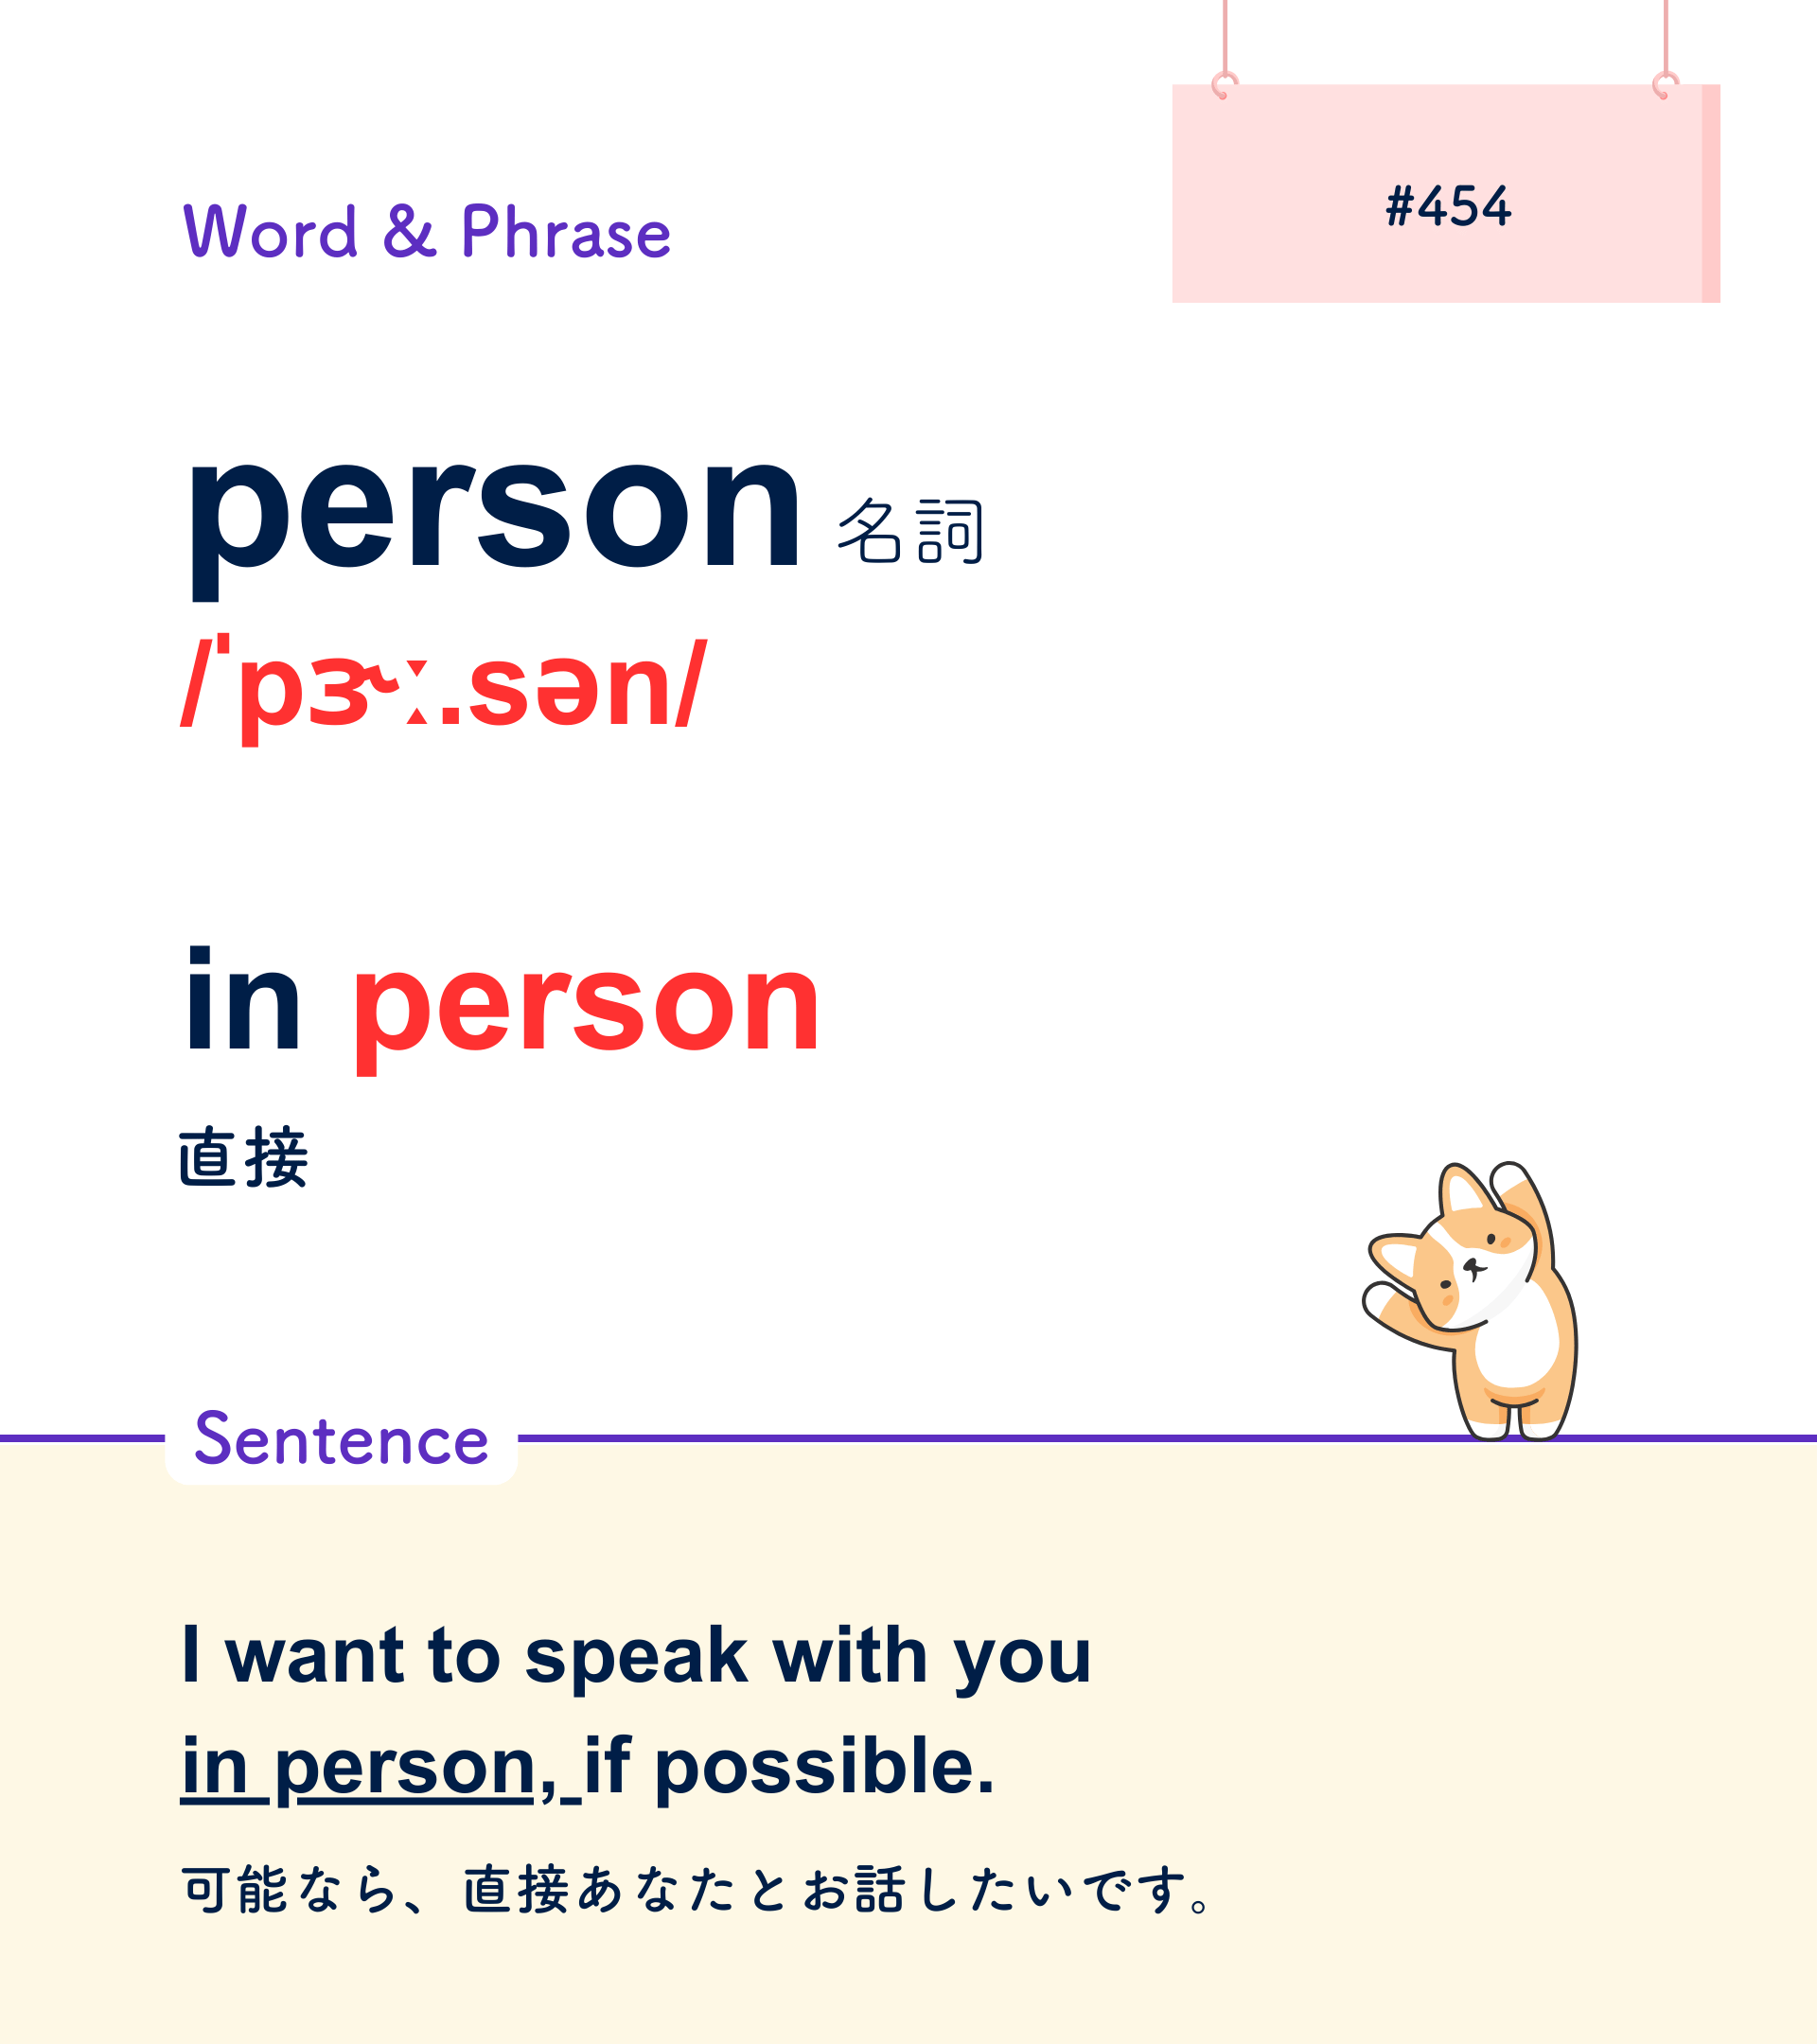 #454
Word & Phrase
person 名詞
/ˈpɝː.sən/
in person
直接
Sentence
I want to speak with you
in person, if possible.
可能なら、直接あなたとお話したいです。